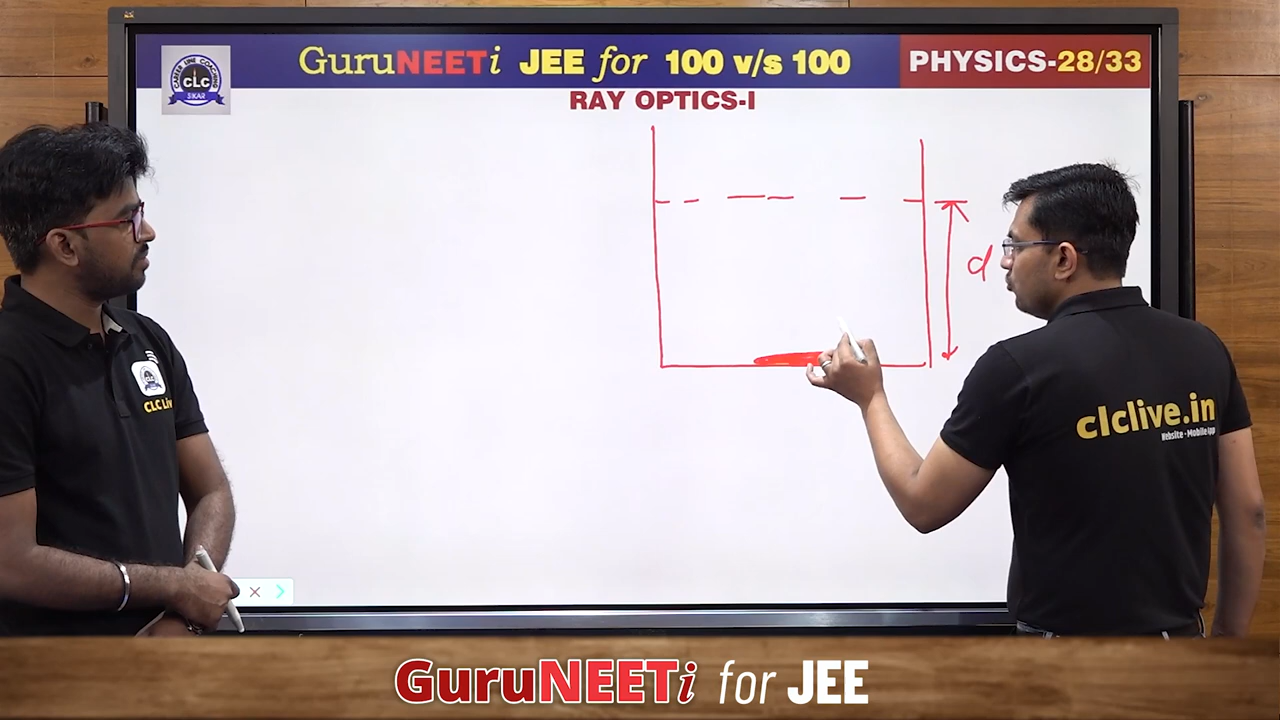 GuruNEETi JEE for 100 v/s 100
PHYSICS-28/33
CAREER LINE COACHING
CLC
SIKAR
RAY OPTICS-I
d
CLC Liv
clclive.in
Website - Mobile App
GuruNEETi for JEE